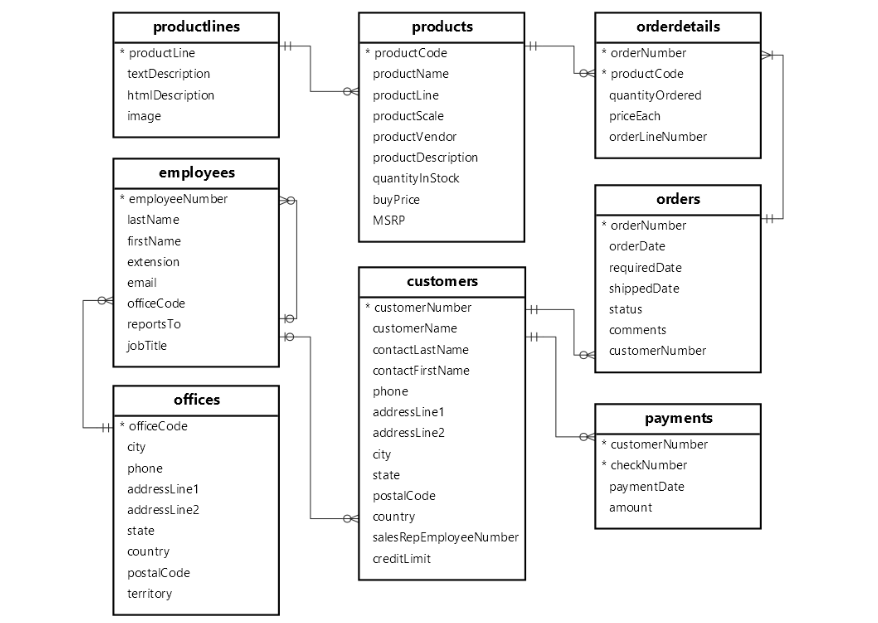 productlines
* productLine
textDescription
htmlDescription
image
products
* productCode
productName
productLine
productScale
productVendor
productDescription
quantityInStock
buyPrice
MSRP
orderdetails
* orderNumber
* productCode
quantityOrdered
priceEach
orderLineNumber
employees
* employeeNumber
lastName
firstName
extension
email
officeCode
reportsTo
jobTitle
customers
* customerNumber
customerName
contactLastName
contactFirstName
phone
addressLine1
addressLine2
city
state
postalCode
country
salesRepEmployeeNumber
creditLimit
orders
* orderNumber
orderDate
requiredDate
shippedDate
status
comments
customerNumber
offices
* officeCode
city
phone
addressLine1
addressLine2
state
country
postalCode
territory
payments
* customerNumber
* checkNumber
paymentDate
amount